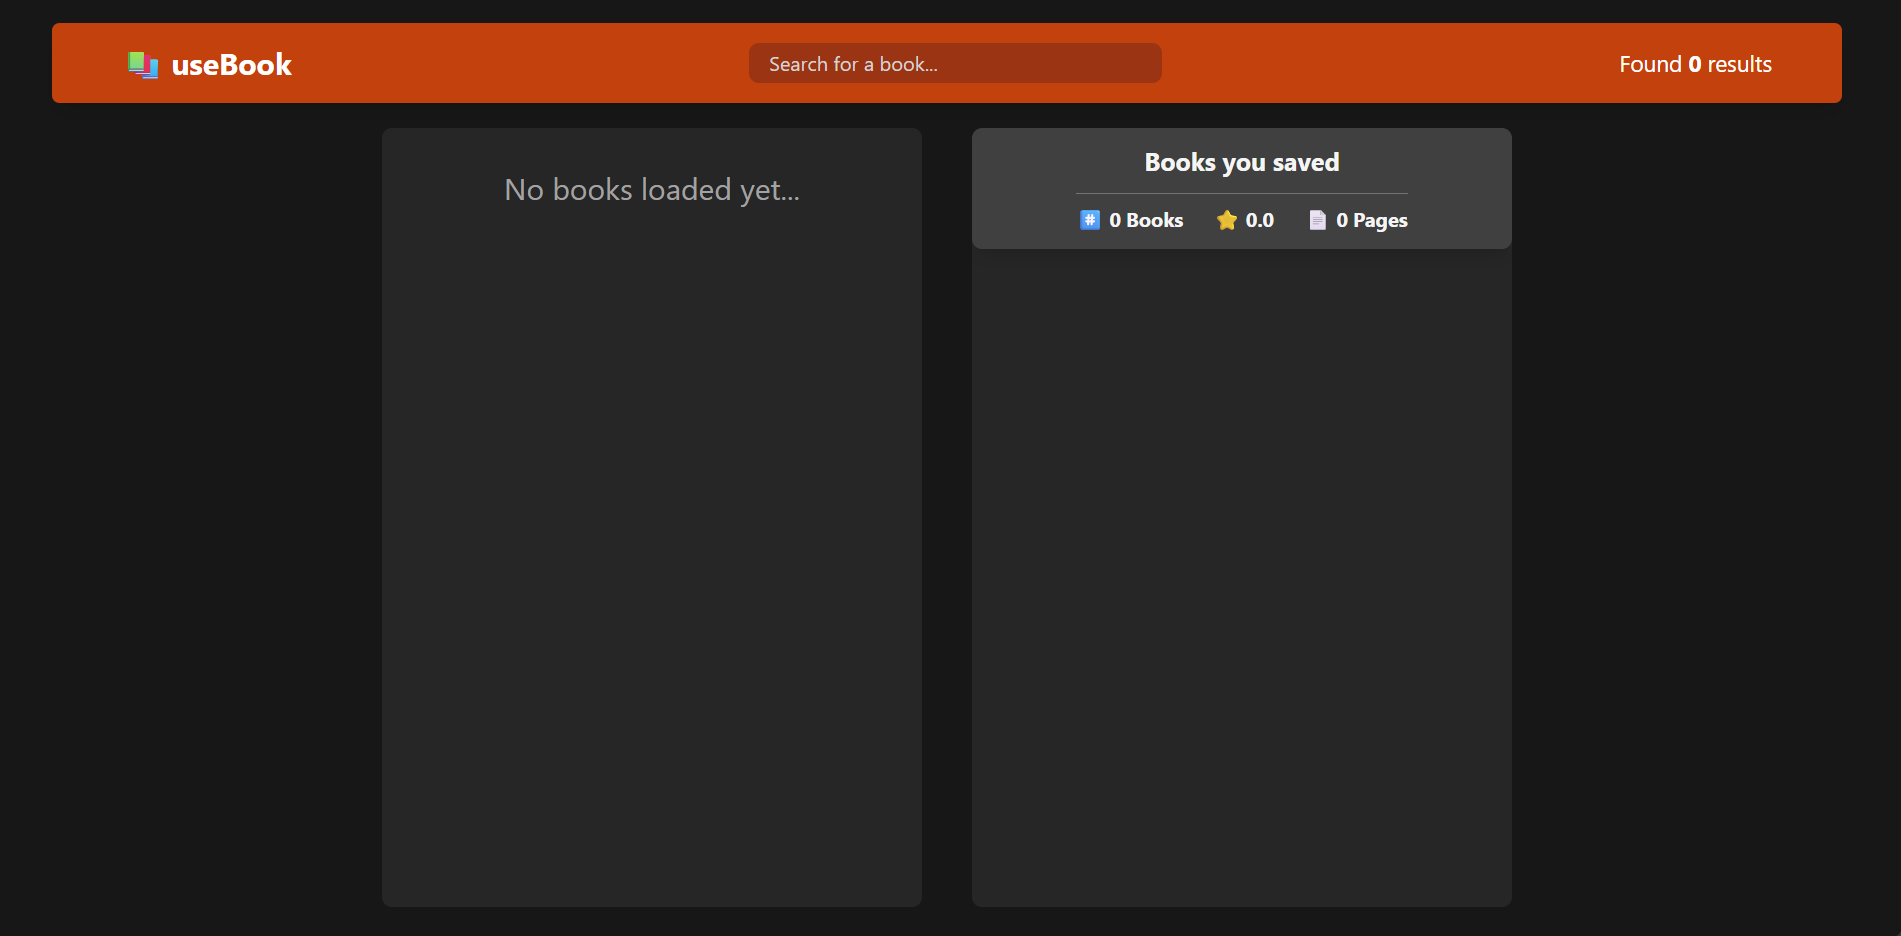 useBook
Search for a book...
Found 0 results
No books loaded yet...
Books you saved
0 Books 0.0 0 Pages